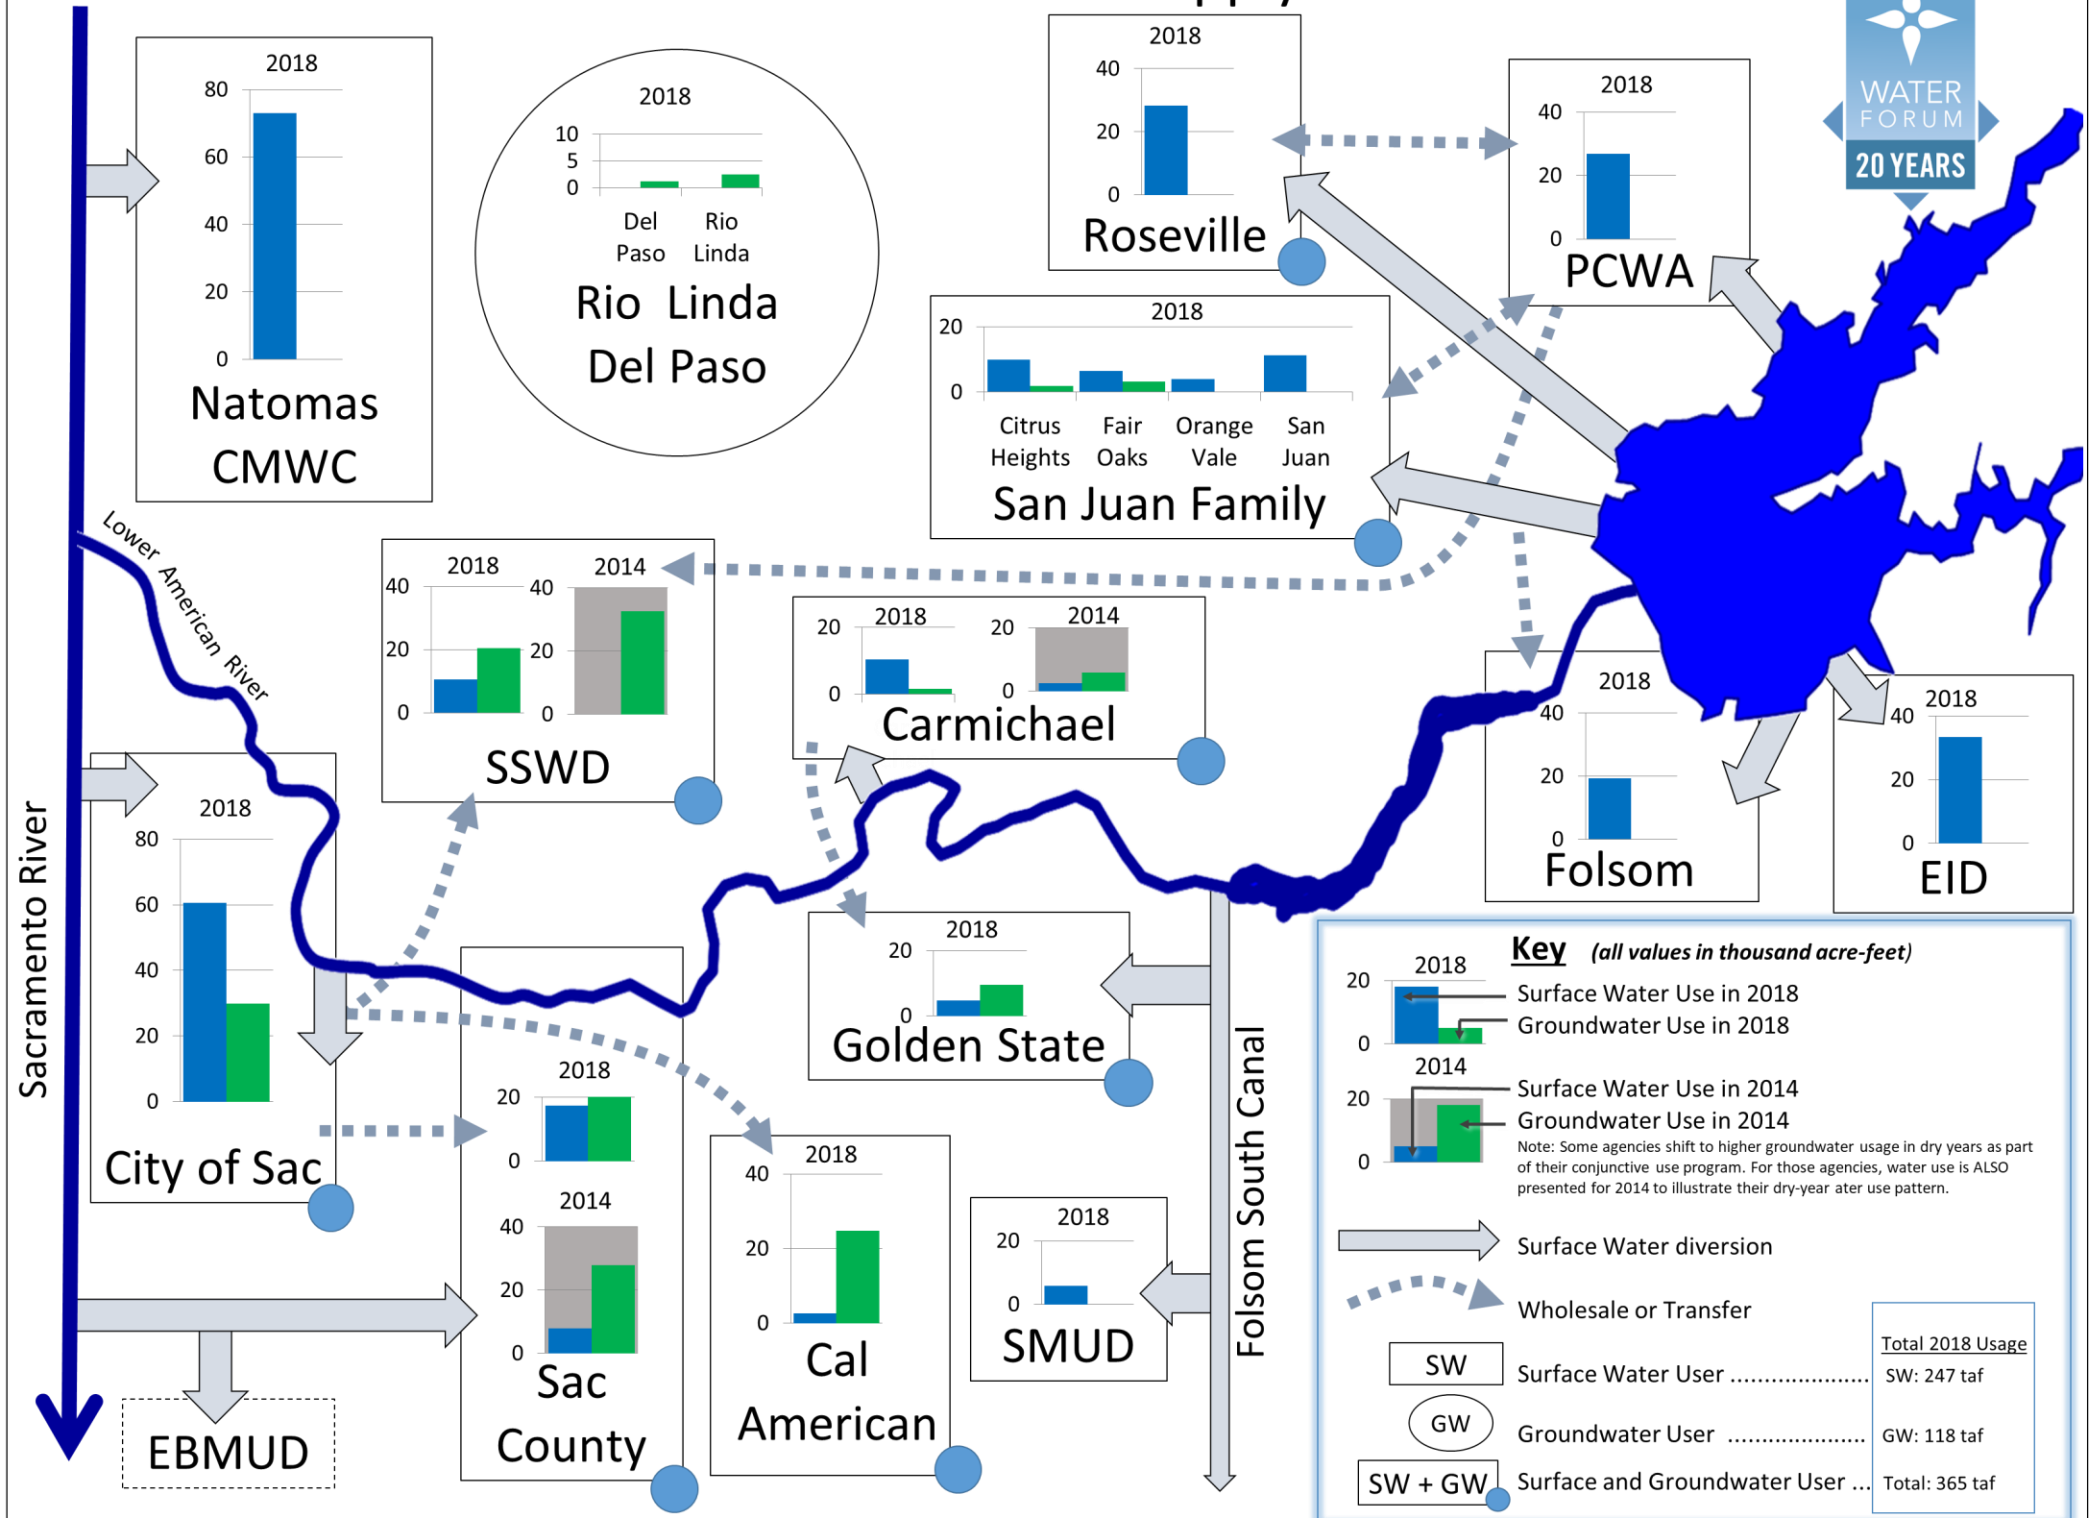 2018
80
60
40
20
0
Natomas
CMWC
2018
10
5
0
Del
Paso
Rio
Linda
Rio Linda
Del Paso
2018
40
20
0
Roseville
2018
40
20
0
PCWA
WATER
FORUM
20 YEARS
2018
20
0
Citrus
Heights
Fair
Oaks
Orange
Vale
San
Juan
San Juan Family
Lower American River
2018
40
20
0
2014
40
20
0
SSWD
2018
20
0
2014
20
0
Carmichael
2018
40
20
0
Folsom
2018
40
20
0
EID
Sacramento River
2018
80
60
40
20
0
City of Sac
2018
20
0
2014
40
20
0
Sac
County
2018
20
0
Golden State
2018
40
20
0
Cal
American
2018
20
0
SMUD
Folsom South Canal
EBMUD
Key (all values in thousand acre-feet)
2018
20
0
Surface Water Use in 2018
Groundwater Use in 2018
2014
20
0
Surface Water Use in 2014
Groundwater Use in 2014
Note: Some agencies shift to higher groundwater usage in dry years as part
of their conjunctive use program. For those agencies, water use is ALSO
presented for 2014 to illustrate their dry-year ater use pattern.
Surface Water diversion
Wholesale or Transfer
Total 2018 Usage
SW
Surface Water User ..................... SW: 247 taf
GW
Groundwater User ..................... GW: 118 taf
SW + GW
Surface and Groundwater User ... Total: 365 taf